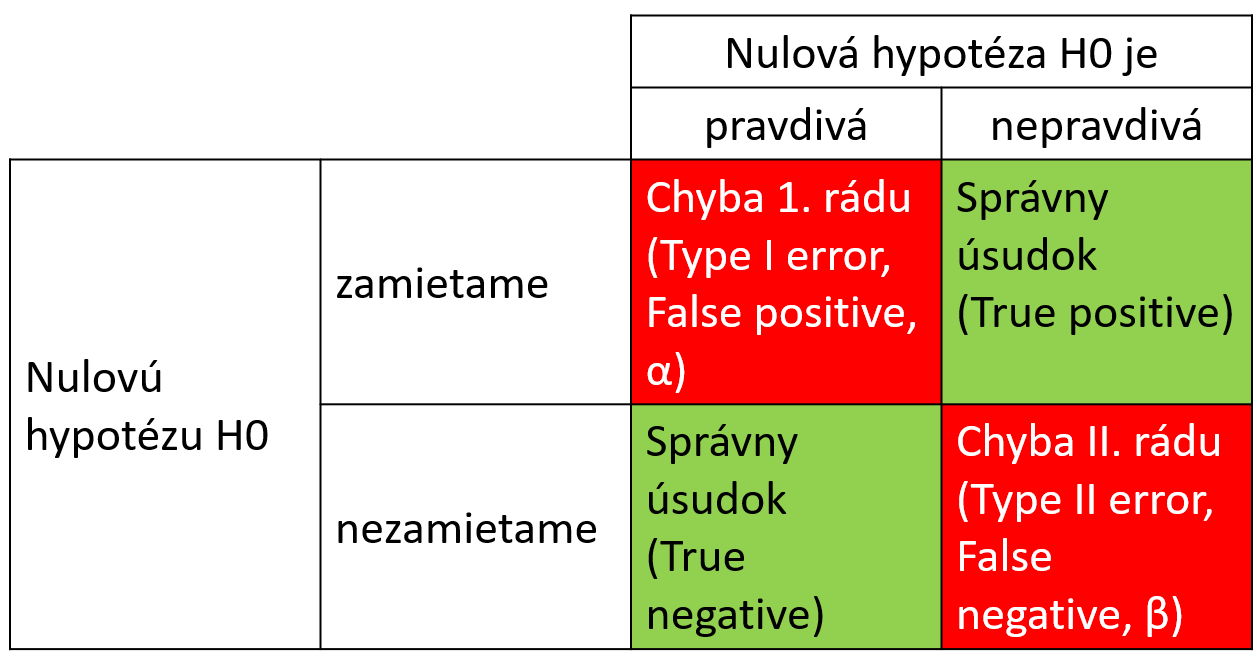 Nulová hypotéza H0 je
pravdivá
nepravdivá
Nulovú
hypotézu H0
zamietame
Chyba 1. rádu
(Type I error,
False positive,
α)
Správny
úsudok
(True positive)
nezamietame
Správny
úsudok
(True
negative)
Chyba II. rádu
(Type II error,
False
negative, β)